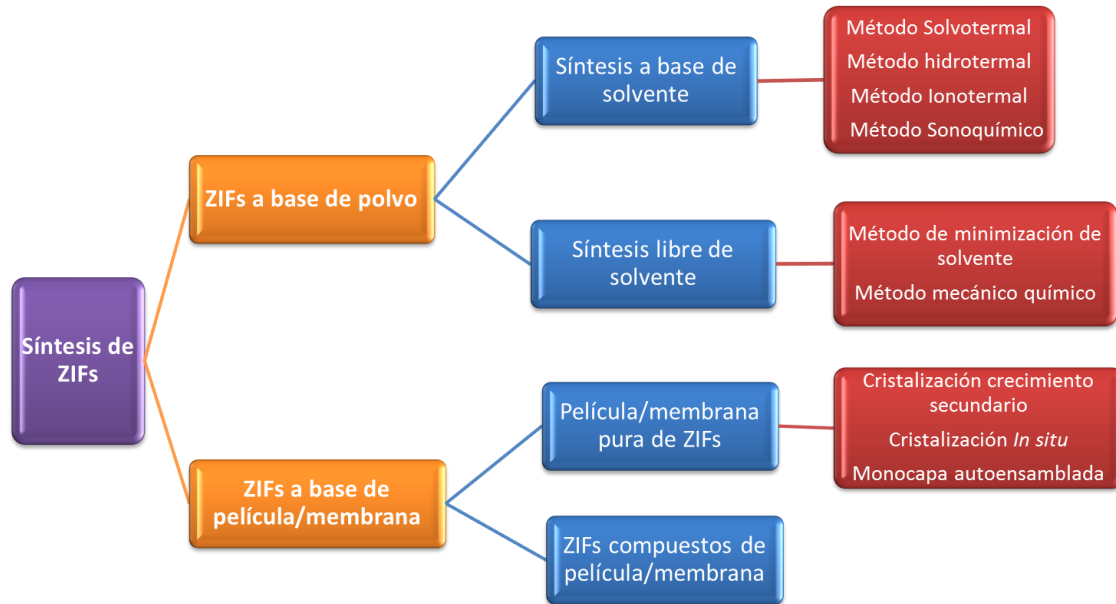 Síntesis de
ZIFs
ZIFs a base de polvo
Síntesis a base de
solvente
Método Solvotermal
Método hidrotermal
Método Ionotermal
Método Sonoquímico
Síntesis libre de
solvente
Método de minimización de
solvente
Método mecánico químico
ZIFs a base de
película/membrana
Película/membrana
pura de ZIFs
Cristalización crecimiento
secundario
Cristalización In situ
Monocapa autoensamblada
ZIFs compuestos de
película/membrana